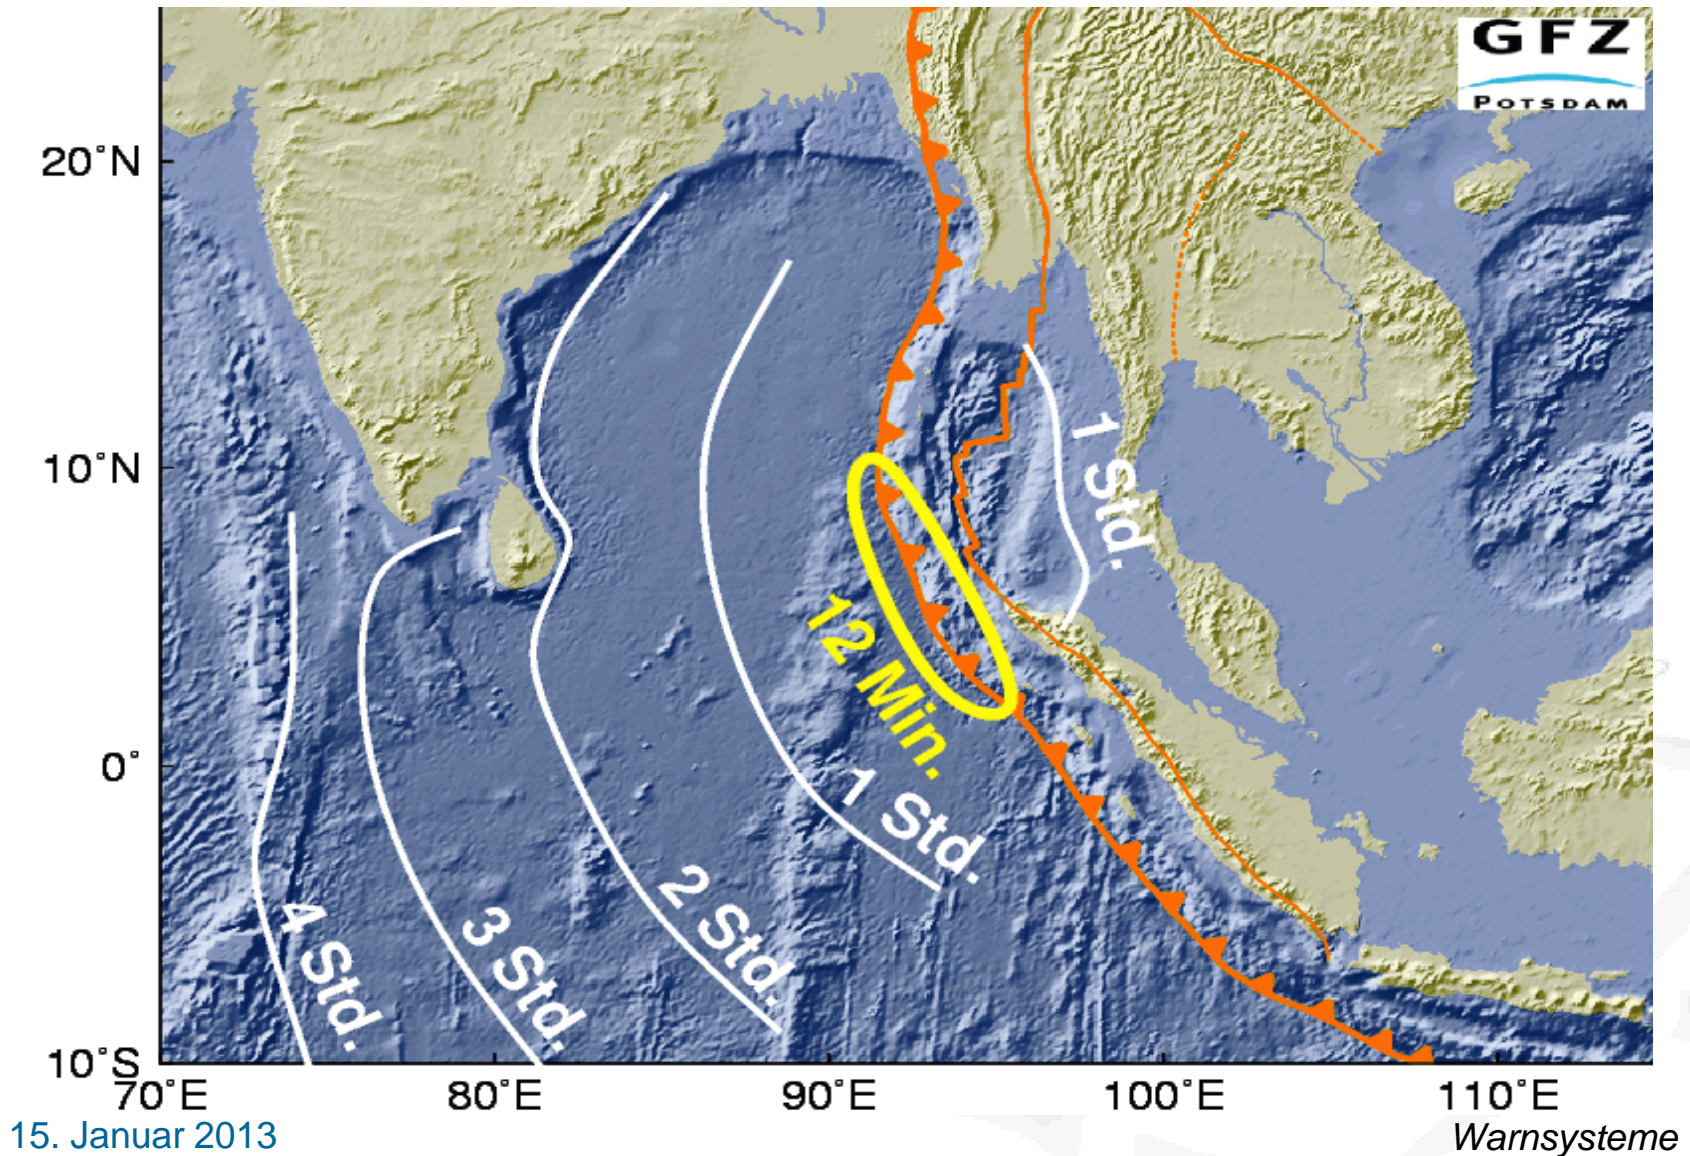 GFZ
POTSDAM
20°N
10°N
0°
10°S
70°E
80°E
90°E
100°E
110°E
1 Std.
12 Min.
1 Std.
2 Std.
3 Std.
4 Std.
15. Januar 2013
Warnsysteme